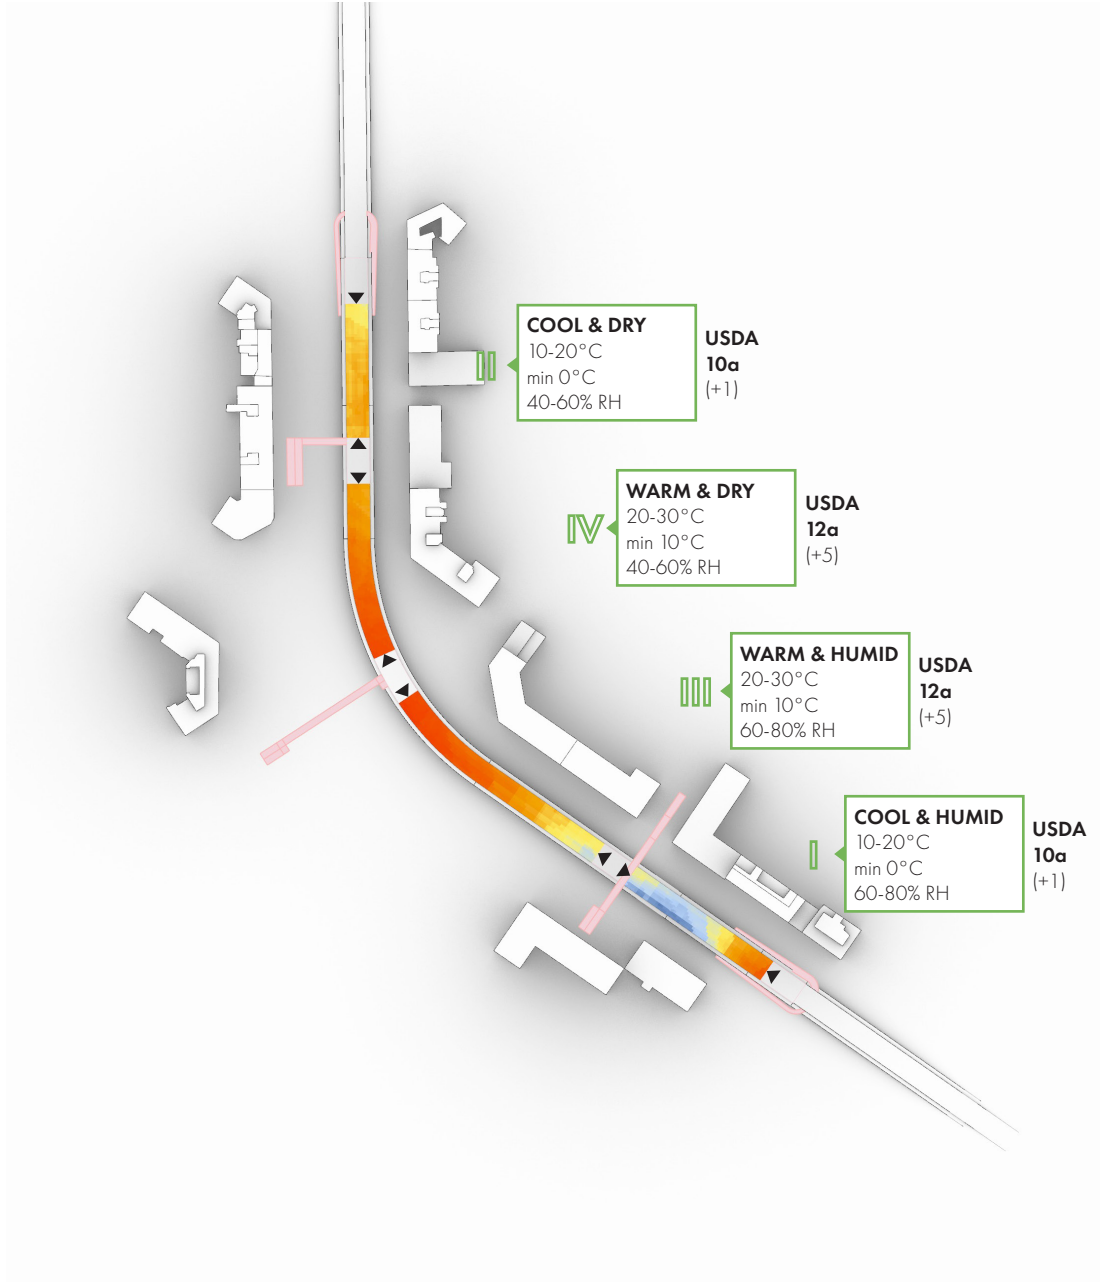 II
COOL & DRY
10-20°C
min 0°C
40-60% RH
USDA
10a
(+1)
IV
WARM & DRY
20-30°C
min 10°C
40-60% RH
USDA
12a
(+5)
III
WARM & HUMID
20-30°C
min 10°C
60-80% RH
USDA
12a
(+5)
I
COOL & HUMID
10-20°C
min 0°C
60-80% RH
USDA
10a
(+1)